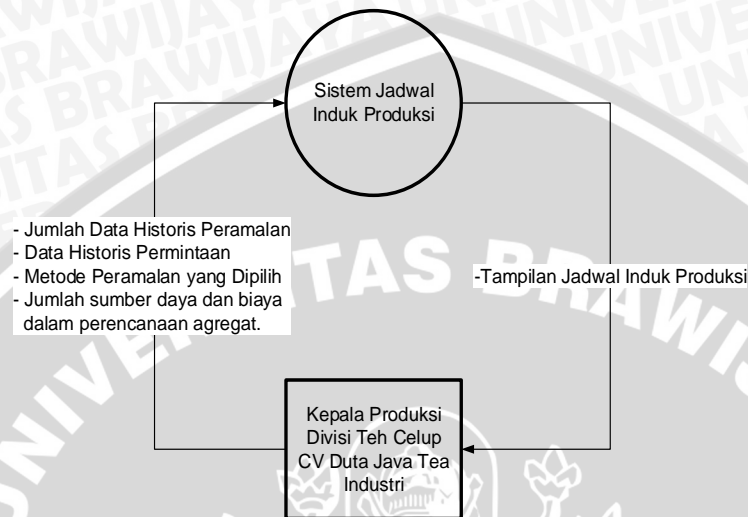 Sistem Jadwal
Induk Produksi
- Jumlah Data Historis Peramalan
- Data Historis Permintaan
- Metode Peramalan yang Dipilih
- Jumlah sumber daya dan biaya
dalam perencanaan agregat.
-Tampilan Jadwal Induk Produksi
Kepala Produksi
Divisi Teh Celup
CV Duta Java Tea
Industri